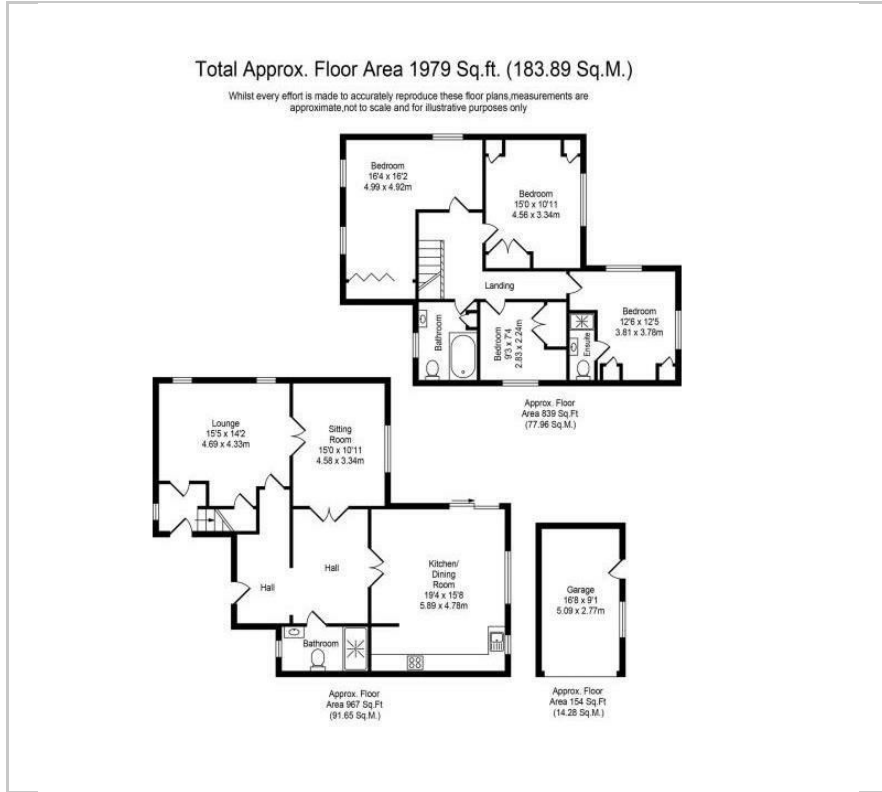 Total Approx. Floor Area 1979 Sq.ft. (183.89 Sq.M.)
Whilst every effort is made to accurately reproduce these floor plans,measurements are
approximate,not to scale and for illustrative purposes only
Bedroom
16'4 x 16'2
4.99 x 4.92m
Bedroom
15'0 x 10'11
4.56 x 3.34m
Landing
Bedroom
12'6 x 12'5
3.81 x 3.78m
Bathroom
Bedroom
9'3 x 7'4
2.83 x 2.24m
Ensuite
Approx. Floor
Area 839 Sq.Ft
(77.96 Sq.M.)
Lounge
15'5 x 14'2
4.69 x 4.33m
Sitting
Room
15'0 x 10'11
4.58 x 3.34m
Hall
Hall
Kitchen/
Dining
Room
19'4 x 15'8
5.89 x 4.78m
Bathroom
Approx. Floor
Area 967 Sq.Ft
(91.65 Sq.M.)
Garage
16'8 x 9'1
5.09 x 2.77m
Approx. Floor
Area 154 Sq.Ft
(14.28 Sq.M.)